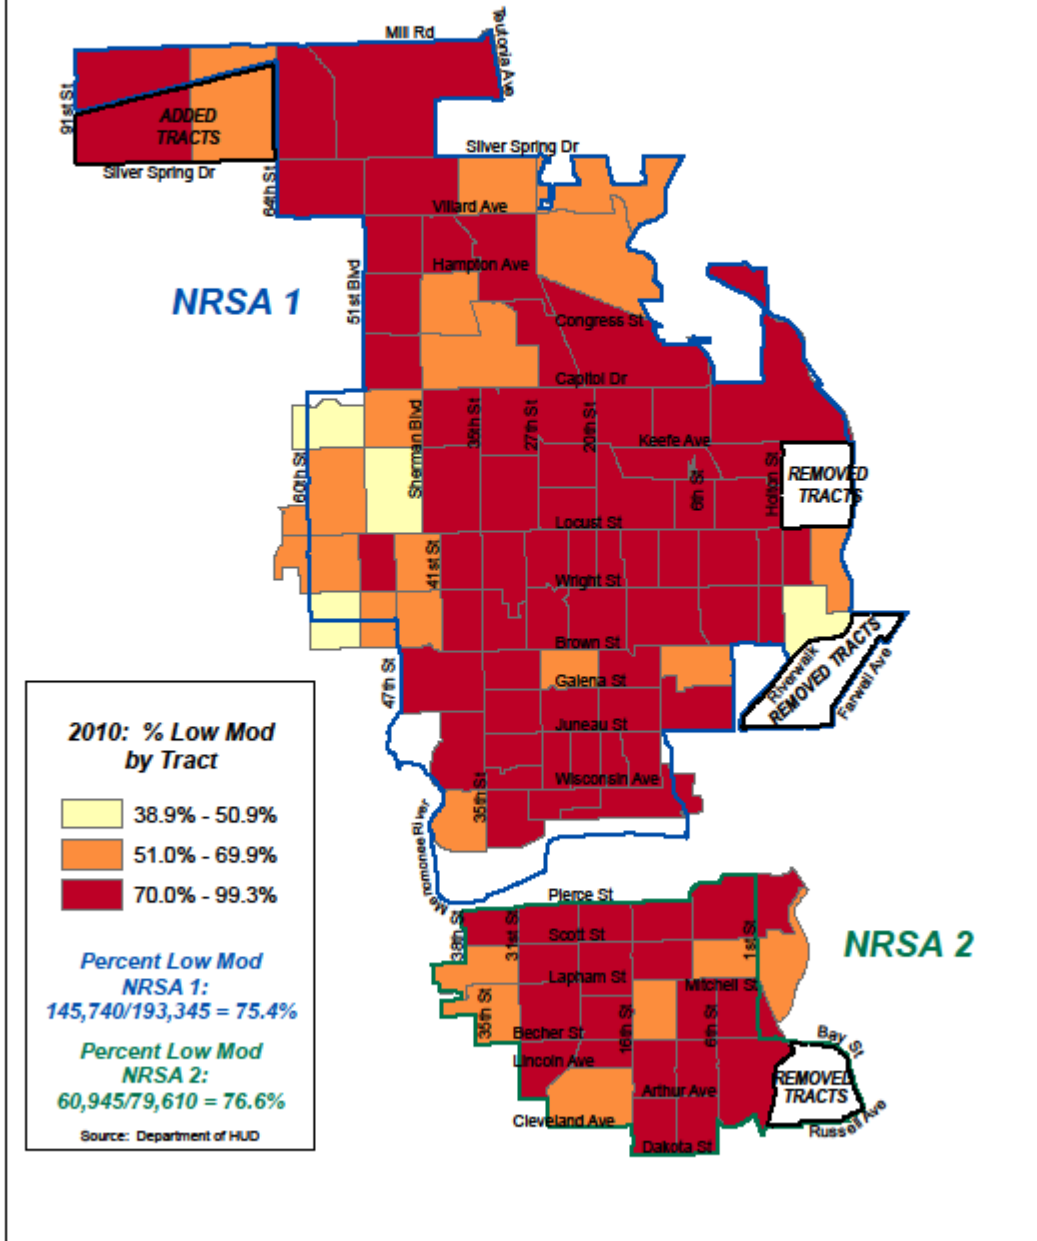 Mill Rd
Teutonia Ave
91st St
ADDED
TRACTS
Silver Spring Dr
Silver Spring Dr
64th St
Villard Ave
Hampton Ave
51st Blvd
NRSA 1
Congress St
Capitol Dr
Sherman Blvd
35th St
27th St
20th St
Keefe Ave
60th St
6th St
Holton St
REMOVED
TRACTS
Locust St
41st St
Wright St
Brown St
47th St
Galena St
Riverwalk
REMOVED TRACTS
Farwell Ave
Juneau St
Wisconsin Ave
35th St
Menomonee River
2010: % Low Mod
by Tract
38.9% - 50.9%
51.0% - 69.9%
70.0% - 99.3%
Percent Low Mod
NRSA 1:
145,740/193,345 = 75.4%
Percent Low Mod
NRSA 2:
60,945/79,610 = 76.6%
Source: Department of HUD
Pierce St
38th St
31st St
Scott St
1st St
NRSA 2
Lapham St
Mitchell St
35th St
16th St
6th St
Becher St
Bay St
Lincoln Ave
Arthur Ave
REMOVED
TRACTS
Cleveland Ave
Russell Ave
Dakota St